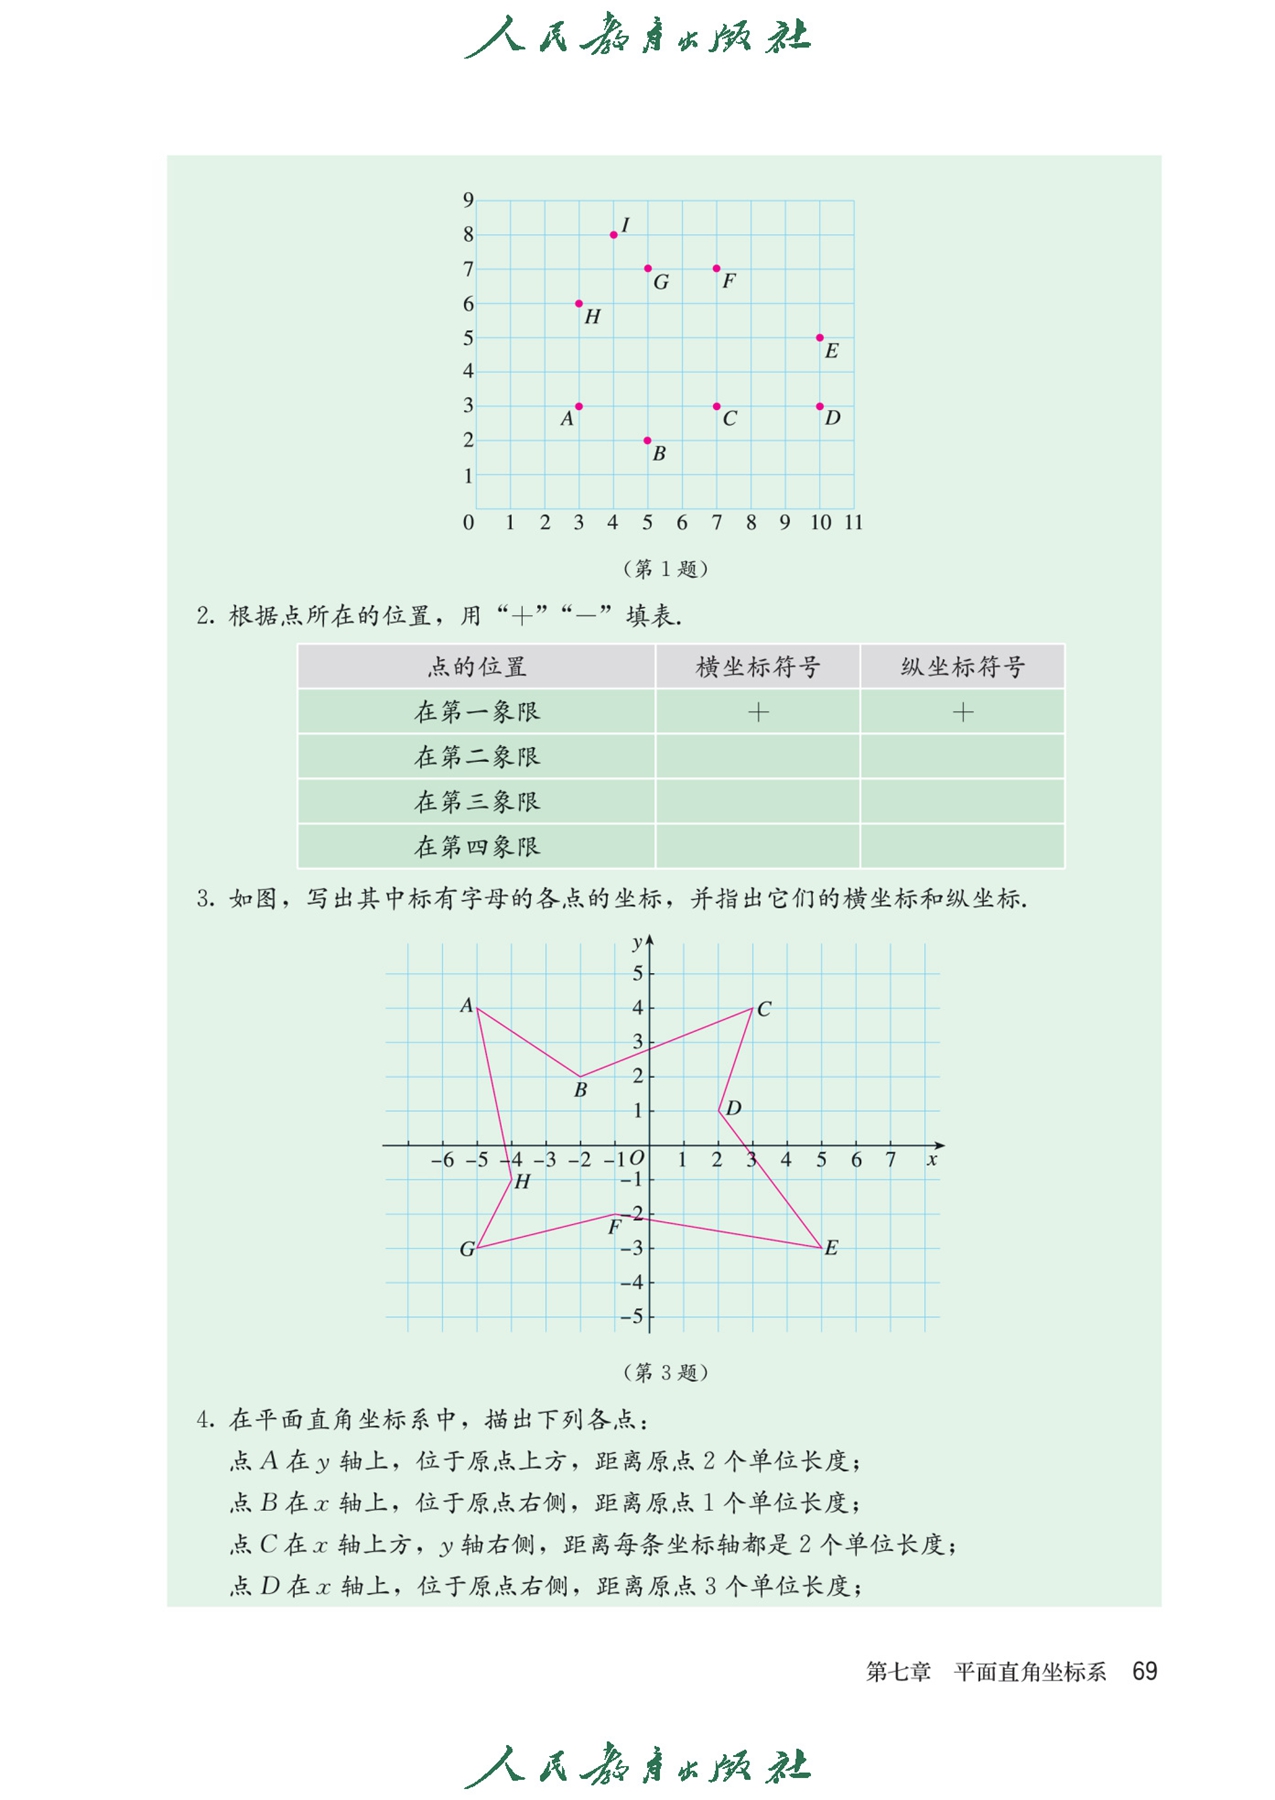 人民教育出版社
9
8
7
6
5
4
3
2
1
0 1 2 3 4 5 6 7 8 9 10 11
I
G F
H
E
A C D
B
（第 1 题）
2. 根据点所在的位置，用“＋”“－”填表.
点的位置 横坐标符号 纵坐标符号
在第一象限 ＋ ＋
在第二象限
在第三象限
在第四象限
3. 如图，写出其中标有字母的各点的坐标，并指出它们的横坐标和纵坐标.
y
5
4
3
2
1
-6 -5 -4 -3 -2 -1 O 1 2 3 4 5 6 7 x
-1
-2
-3
-4
-5
A C
B
D
H
F
G E
（第 3 题）
4. 在平面直角坐标系中，描出下列各点：
点 A 在 y 轴上，位于原点上方，距离原点 2 个单位长度；
点 B 在 x 轴上，位于原点右侧，距离原点 1 个单位长度；
点 C 在 x 轴上方，y 轴右侧，距离每条坐标轴都是 2 个单位长度；
点 D 在 x 轴上，位于原点右侧，距离原点 3 个单位长度；
第七章 平面直角坐标系 69
人民教育出版社